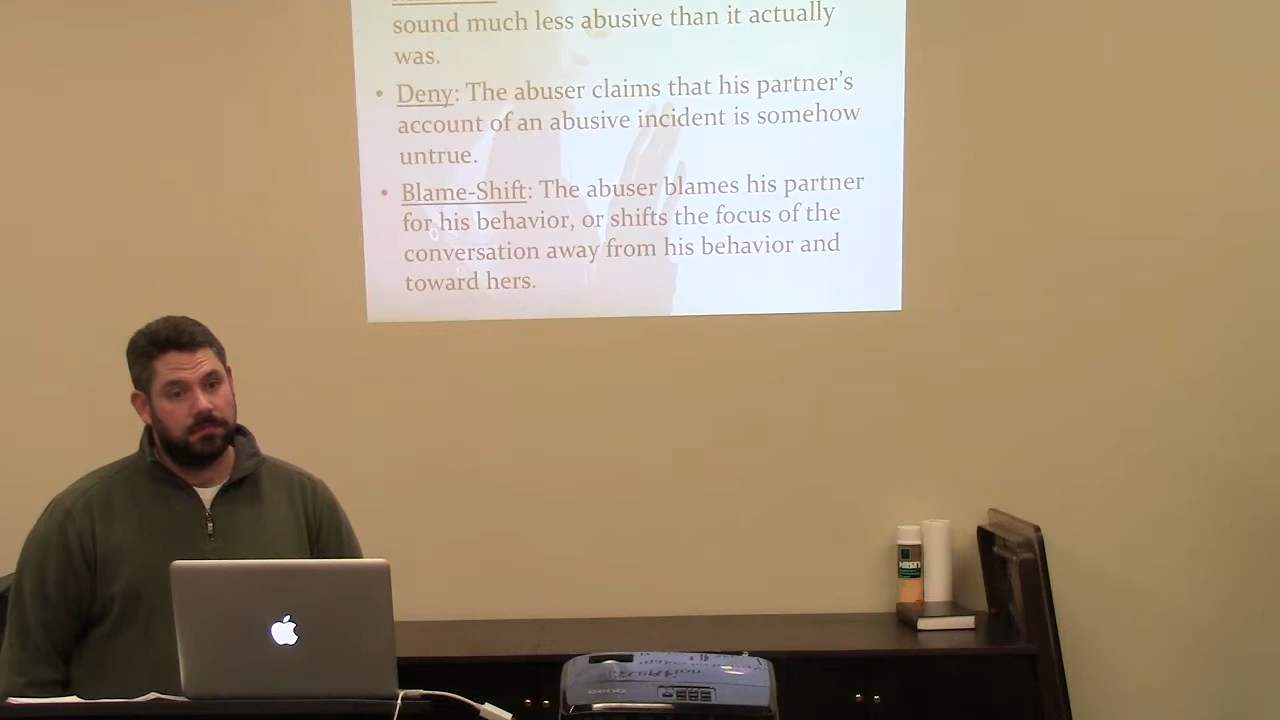 sound much less abusive than it actually
was.
• Deny: The abuser claims that his partner's
account of an abusive incident is somehow
untrue.
• Blame-Shift: The abuser blames his partner
for his behavior, or shifts the focus of the
conversation away from his behavior and
toward hers.
BENQ